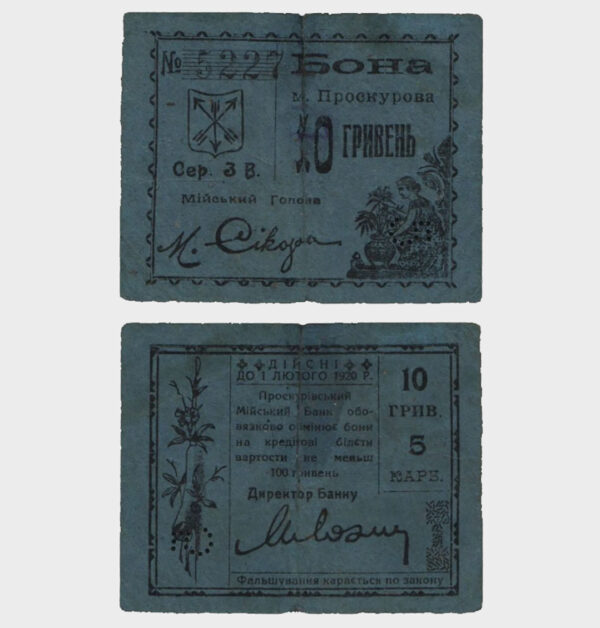 № 5227
Бона
м. Проскурова
10 ГРИВЕНЬ
Сер. З В.
Мійський Голова
М. Сікора
ДІЙСНІ
ДО 1 ЛЮТОГО 1920 Р.
Проскурівський
Мійський Банк обо-
вязково обмінює бони
на кредітові білєти
вартости не меньш
100 гривень
Директор Банку
Фальшування карається по закону
10
ГРИВ.
5
КАРБ.